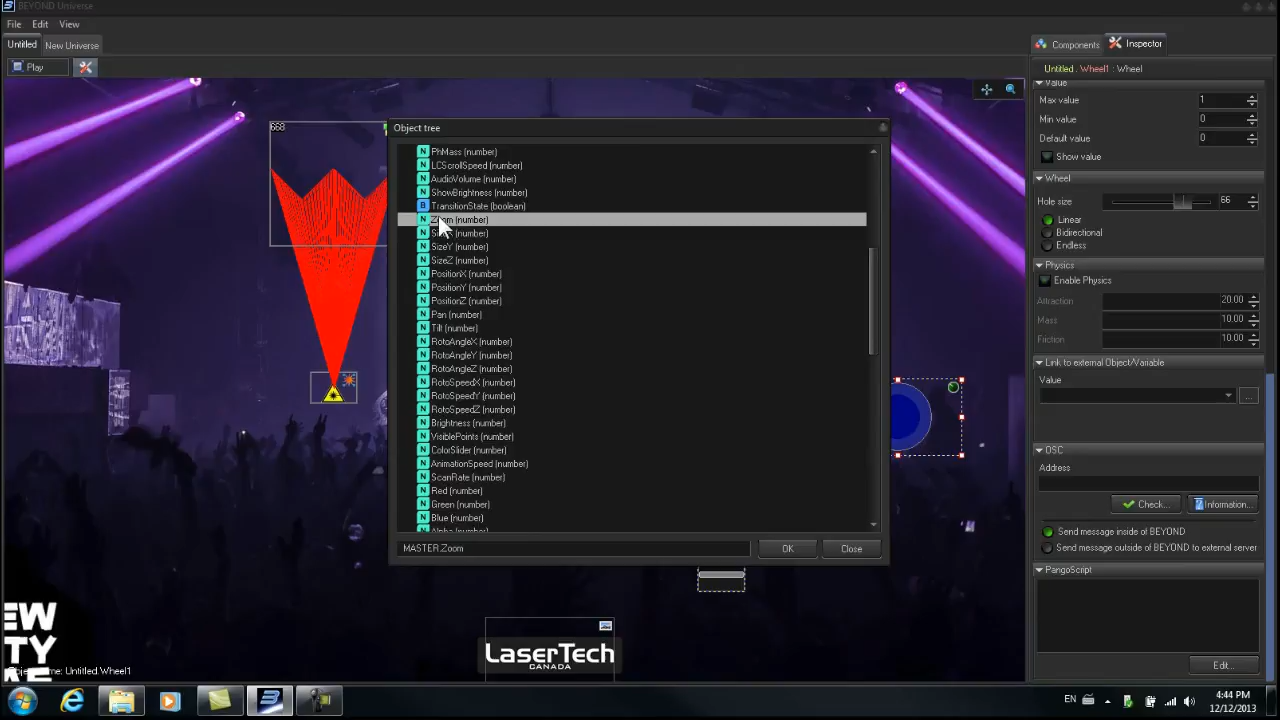 BEYOND Universe
File Edit View
Untitled New Universe
Play
668
Object tree
PhMass (number)
LCScrollSpeed (number)
AudioVolume (number)
ShowBrightness (number)
TransitionState (boolean)
Zoom (number)
(number)
SizeY (number)
SizeZ (number)
PositionX (number)
PositionY (number)
PositionZ (number)
Pan (number)
Tilt (number)
RotoAngleX (number)
RotoAngleY (number)
RotoAngleZ (number)
RotoSpeedX (number)
RotoSpeedY (number)
RotoSpeedZ (number)
Brightness (number)
VisiblePoints (number)
ColorSlider (number)
AnimationSpeed (number)
ScanRate (number)
Red (number)
Green (number)
Blue (number)
Alpha (number)
MASTER.Zoom
OK Close
Components Inspector
Untitled : Wheel1 : Wheel
Value
Max value 1
Min value 0
Default value 0
Show value
Wheel
Hole size 66
Linear
Bidirectional
Endless
Physics
Enable Physics
Attraction 20.00
Mass 10.00
Friction 10.00
Link to external Object/Variable
Value
...
OSC
Address
Check... Information...
Send message inside of BEYOND
Send message outside of BEYOND to external server
PangoScript
Edit...
LaserTech
CANADA
EW
TY
Name: Untitled.Wheel1
EN
4:44 PM
12/12/2013